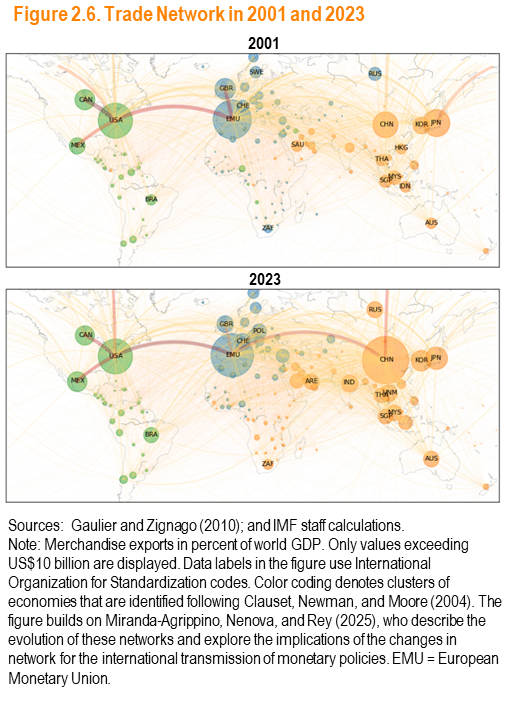 Figure 2.6. Trade Network in 2001 and 2023
2001
SWE
RUS
GBR
CAN
CHE
USA
EMU
CHN
KOR
JPN
MEX
SAU
HKG
THA
MYS
SGP
IDN
BRA
AUS
ZAF
2023
RUS
GBR
POL
CAN
CHE
USA
EMU
CHN
KOR
JPN
MEX
ARE
IND
THA
VNM
SGP
MYS
BRA
AUS
ZAF
Sources: Gaulier and Zignago (2010); and IMF staff calculations.
Note: Merchandise exports in percent of world GDP. Only values exceeding
US$10 billion are displayed. Data labels in the figure use International
Organization for Standardization codes. Color coding denotes clusters of
economies that are identified following Clauset, Newman, and Moore (2004). The
figure builds on Miranda-Agrippino, Nenova, and Rey (2025), who describe the
evolution of these networks and explore the implications of the changes in
network for the international transmission of monetary policies. EMU = European
Monetary Union.